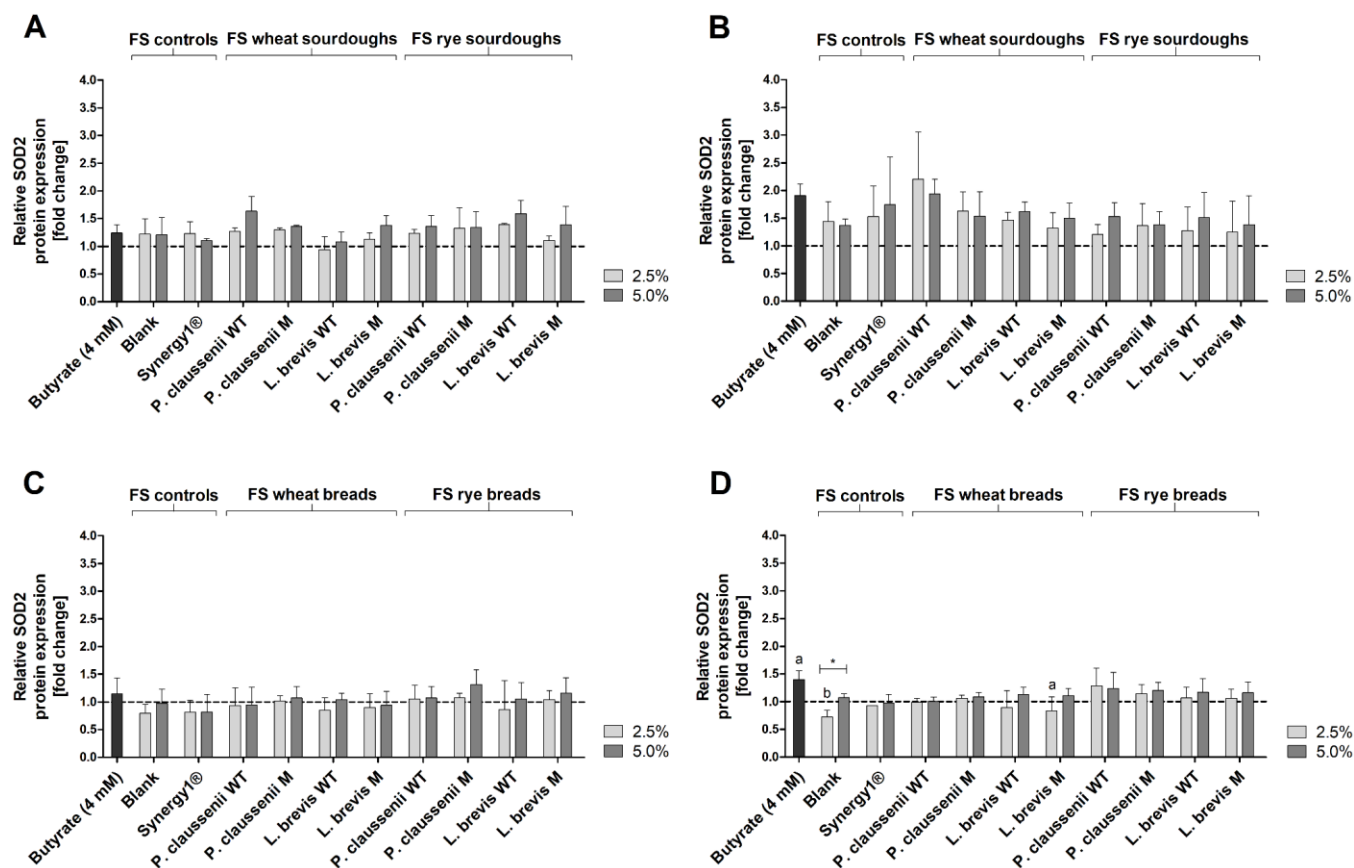 A
FS controls FS wheat sourdoughs FS rye sourdoughs
Relative SOD2
protein expression
[fold change]
4.0
3.5
3.0
2.5
2.0
1.5
1.0
0.5
0.0
2.5%
5.0%
Butyrate (4 mM)
Blank
Synergy1®
P. claussenii WT
P. claussenii M
L. brevis WT
L. brevis M
P. claussenii WT
P. claussenii M
L. brevis WT
L. brevis M
B
FS controls FS wheat sourdoughs FS rye sourdoughs
Relative SOD2
protein expression
[fold change]
4.0
3.5
3.0
2.5
2.0
1.5
1.0
0.5
0.0
2.5%
5.0%
Butyrate (4 mM)
Blank
Synergy1®
P. claussenii WT
P. claussenii M
L. brevis WT
L. brevis M
P. claussenii WT
P. claussenii M
L. brevis WT
L. brevis M
C
FS controls FS wheat breads FS rye breads
Relative SOD2
protein expression
[fold change]
4.0
3.5
3.0
2.5
2.0
1.5
1.0
0.5
0.0
2.5%
5.0%
Butyrate (4 mM)
Blank
Synergy1®
P. claussenii WT
P. claussenii M
L. brevis WT
L. brevis M
P. claussenii WT
P. claussenii M
L. brevis WT
L. brevis M
D
FS controls FS wheat breads FS rye breads
Relative SOD2
protein expression
[fold change]
4.0
3.5
3.0
2.5
2.0
1.5
1.0
0.5
0.0
a
*
b
a
2.5%
5.0%
Butyrate (4 mM)
Blank
Synergy1®
P. claussenii WT
P. claussenii M
L. brevis WT
L. brevis M
P. claussenii WT
P. claussenii M
L. brevis WT
L. brevis M